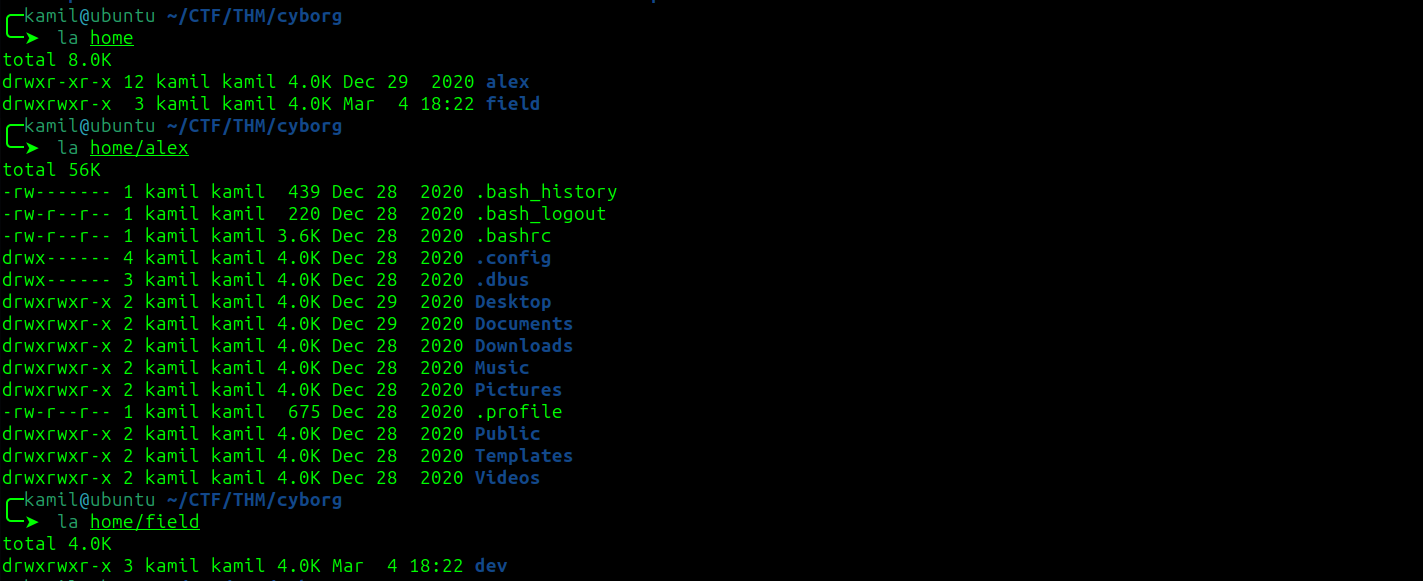 kamil@ubuntu ~/CTF/THM/cyborg
➤ la home
total 8.0K
drwxr-xr-x 12 kamil kamil 4.0K Dec 29  2020 alex
drwxrwxr-x  3 kamil kamil 4.0K Mar  4 18:22 field
kamil@ubuntu ~/CTF/THM/cyborg
➤ la home/alex
total 56K
-rw------- 1 kamil kamil  439 Dec 28  2020 .bash_history
-rw-r--r-- 1 kamil kamil  220 Dec 28  2020 .bash_logout
-rw-r--r-- 1 kamil kamil 3.6K Dec 28  2020 .bashrc
drwx------ 4 kamil kamil 4.0K Dec 28  2020 .config
drwx------ 3 kamil kamil 4.0K Dec 28  2020 .dbus
drwxrwxr-x 2 kamil kamil 4.0K Dec 29  2020 Desktop
drwxrwxr-x 2 kamil kamil 4.0K Dec 29  2020 Documents
drwxrwxr-x 2 kamil kamil 4.0K Dec 28  2020 Downloads
drwxrwxr-x 2 kamil kamil 4.0K Dec 28  2020 Music
drwxrwxr-x 2 kamil kamil 4.0K Dec 28  2020 Pictures
-rw-r--r-- 1 kamil kamil  675 Dec 28  2020 .profile
drwxrwxr-x 2 kamil kamil 4.0K Dec 28  2020 Public
drwxrwxr-x 2 kamil kamil 4.0K Dec 28  2020 Templates
drwxrwxr-x 2 kamil kamil 4.0K Dec 28  2020 Videos
kamil@ubuntu ~/CTF/THM/cyborg
➤ la home/field
total 4.0K
drwxrwxr-x 3 kamil kamil 4.0K Mar  4 18:22 dev